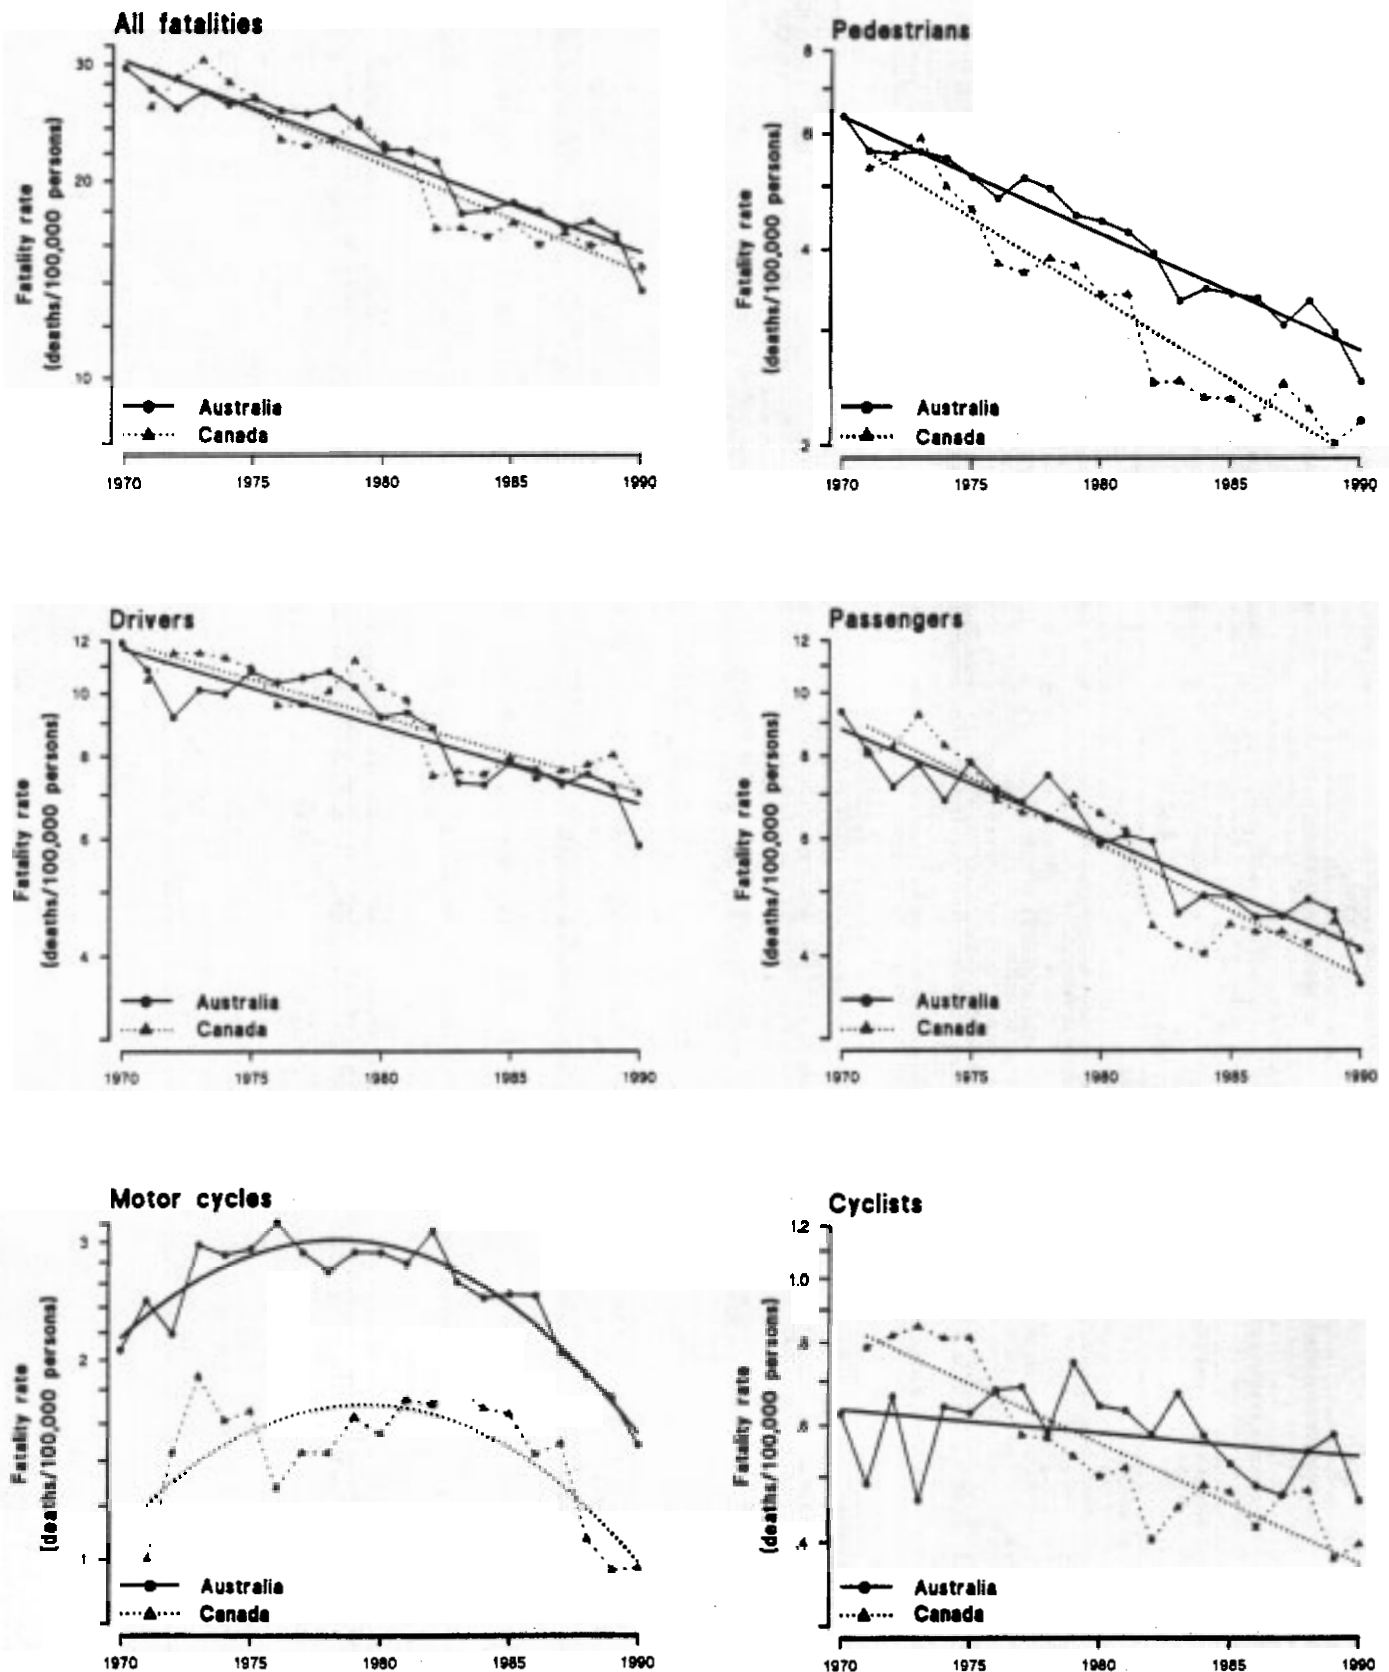 All fatalities
30
20
10
Fatality rate
(deaths/100,000 persons)
Australia
Canada
1970 1975 1980 1985 1990
Pedestrians
8
6
4
2
Fatality rate
(deaths/100,000 persons)
Australia
Canada
1970 1975 1980 1985 1990
Drivers
12
10
8
6
4
Fatality rate
(deaths/100,000 persons)
Australia
Canada
1970 1975 1980 1985 1990
Passengers
12
10
8
6
4
Fatality rate
(deaths/100,000 persons)
Australia
Canada
1970 1975 1980 1985 1990
Motor cycles
3
2
1
Fatality rate
(deaths/100,000 persons)
Australia
Canada
1970 1975 1980 1985 1990
Cyclists
1.2
1.0
.8
.6
.4
Fatality rate
(deaths/100,000 persons)
Australia
Canada
1970 1975 1980 1985 1990